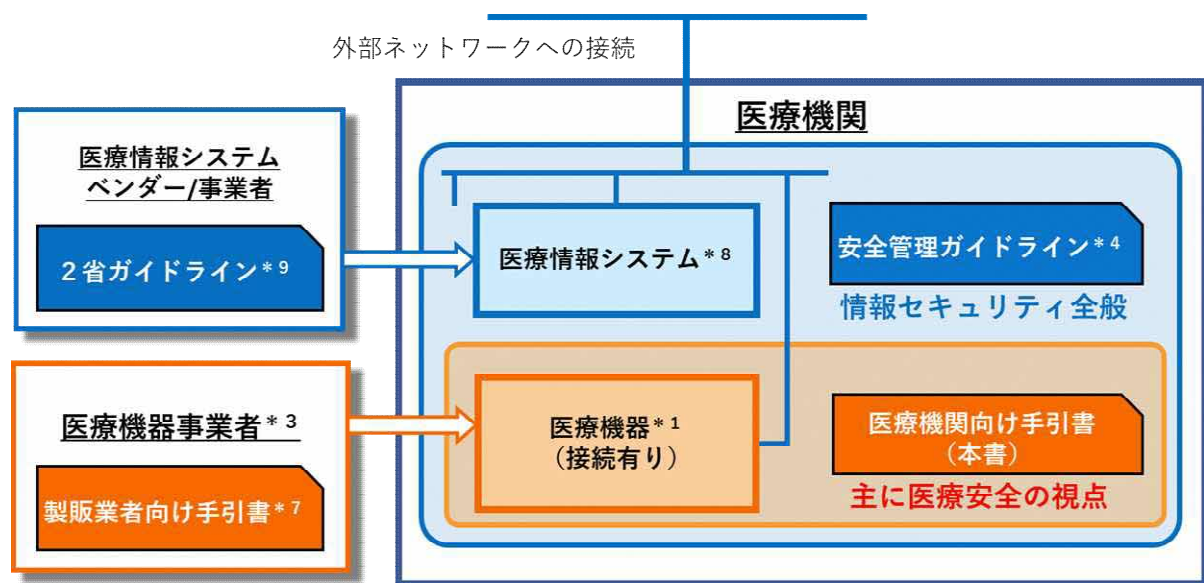 外部ネットワークへの接続
医療機関
医療情報システム
ベンダー/事業者
2省ガイドライン*9
医療情報システム*8
安全管理ガイドライン*4
情報セキュリティ全般
医療機器事業者*3
製販業者向け手引書*7
医療機器*1
（接続有り）
医療機関向け手引書
（本書）
主に医療安全の視点